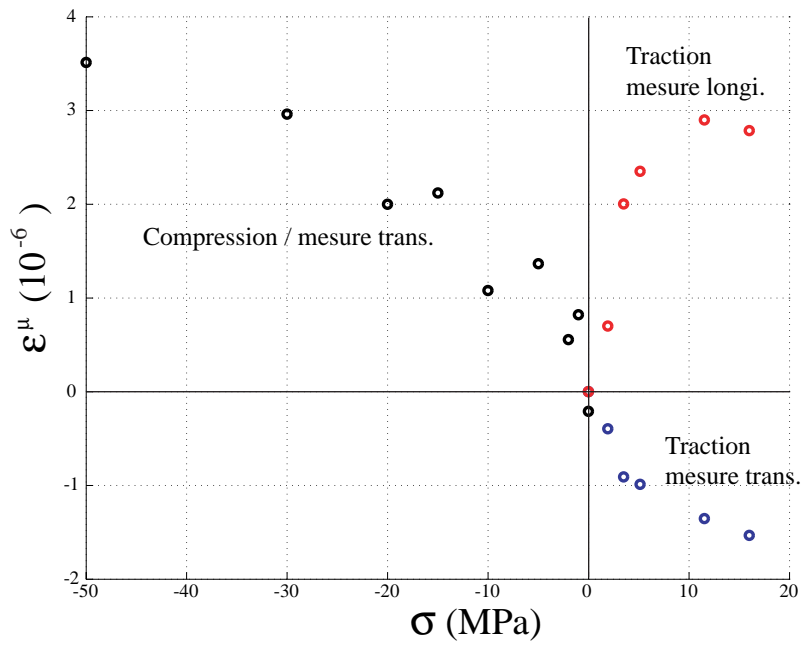 4
3
2
1
0
-1
-2
ε^μ (10^-6)
Traction
mesure longi.
Compression / mesure trans.
Traction
mesure trans.
-50 -40 -30 -20 -10 0 10 20
σ (MPa)